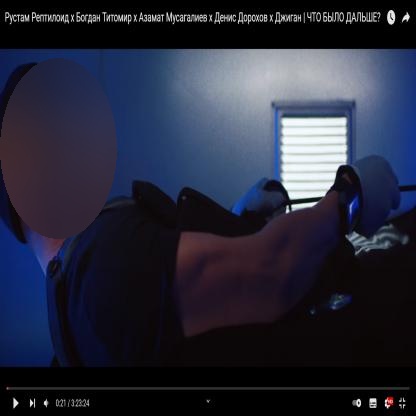 Рустам Рептилоид x Богдан Титомир x Азамат Мусагалиев x Денис Дорохов x Джиган | ЧТО БЫЛО ДАЛЬШЕ?
0:21 / 3:23:24